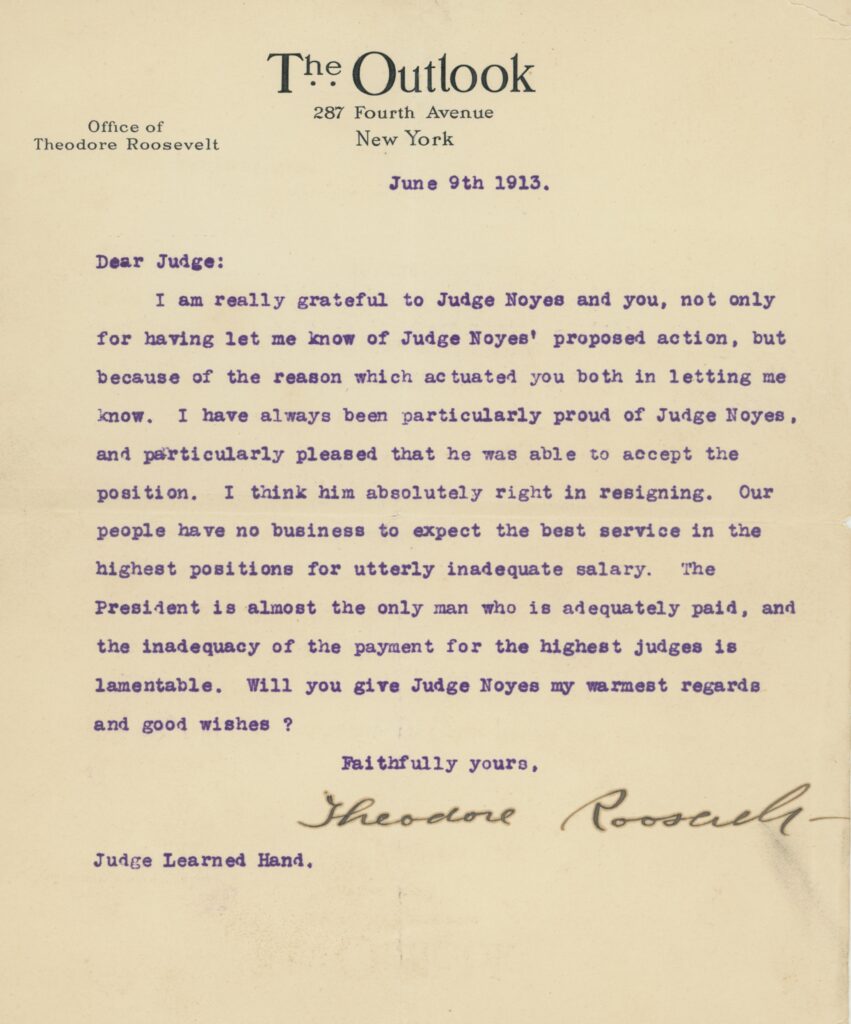 The Outlook
287 Fourth Avenue
New York
Office of
Theodore Roosevelt
June 9th 1913.
Dear Judge:
I am really grateful to Judge Noyes and you, not only
for having let me know of Judge Noyes' proposed action, but
because of the reason which actuated you both in letting me
know. I have always been particularly proud of Judge Noyes,
and particularly pleased that he was able to accept the
position. I think him absolutely right in resigning. Our
people have no business to expect the best service in the
highest positions for utterly inadequate salary. The
President is almost the only man who is adequately paid, and
the inadequacy of the payment for the highest judges is
lamentable. Will you give Judge Noyes my warmest regards
and good wishes ?
Faithfully yours,
Theodore Roosevelt
Judge Learned Hand.